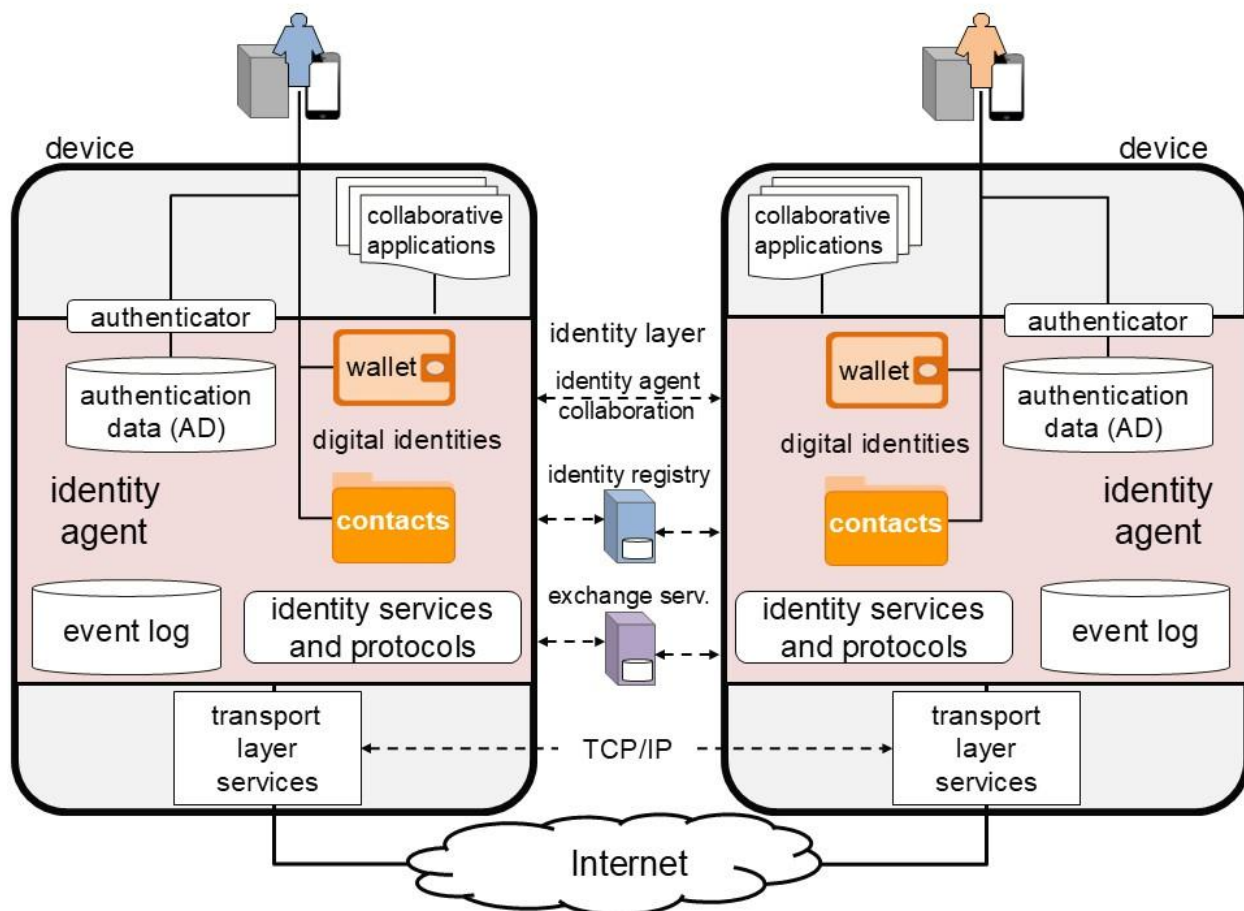 device
device
collaborative
applications
collaborative
applications
authenticator
identity layer
authenticator
wallet
identity agent
collaboration
wallet
authentication
data (AD)
authentication
data (AD)
digital identities
digital identities
identity registry
identity
agent
contacts
contacts
identity
agent
exchange serv.
event log
identity services
and protocols
identity services
and protocols
event log
transport
layer
services
TCP/IP
transport
layer
services
Internet